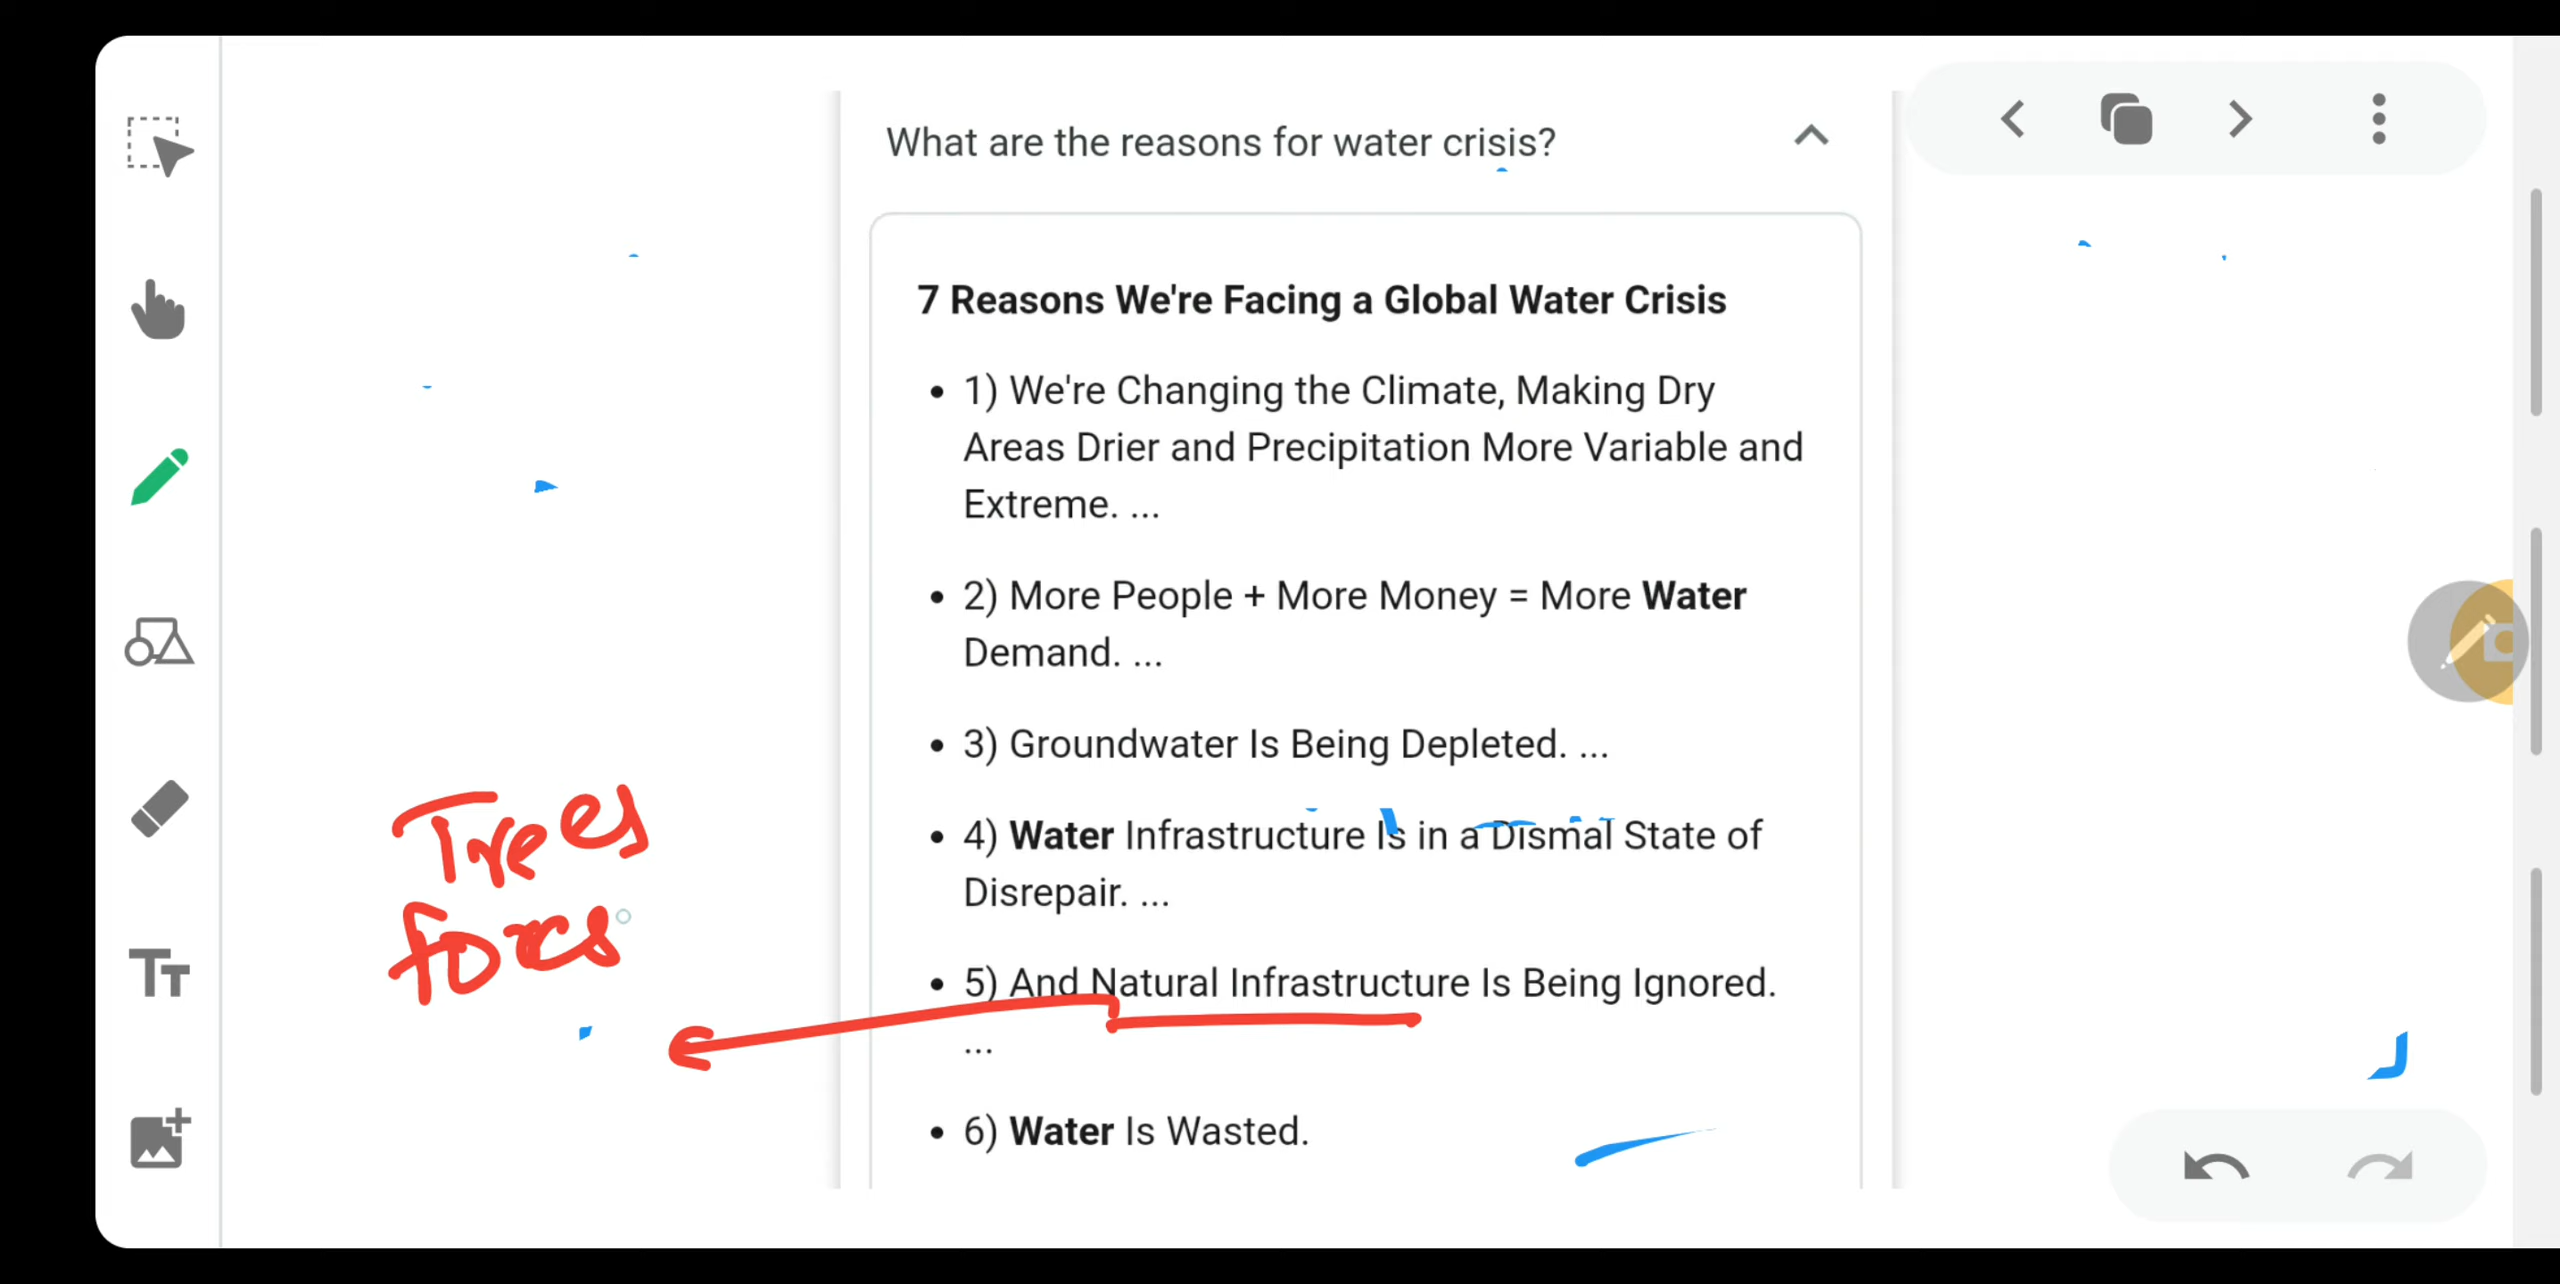 What are the reasons for water crisis?
7 Reasons We're Facing a Global Water Crisis
• 1) We're Changing the Climate, Making Dry
Areas Drier and Precipitation More Variable and
Extreme. ...
• 2) More People + More Money = More Water
Demand. ...
• 3) Groundwater Is Being Depleted. ...
• 4) Water Infrastructure Is in a Dismal State of
Disrepair. ...
• 5) And Natural Infrastructure Is Being Ignored.
...
• 6) Water Is Wasted.
Trees
fores
TT